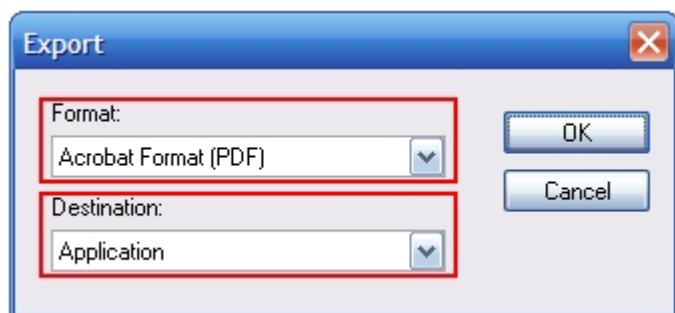 Export
Format:
Acrobat Format (PDF)
OK
Cancel
Destination:
Application